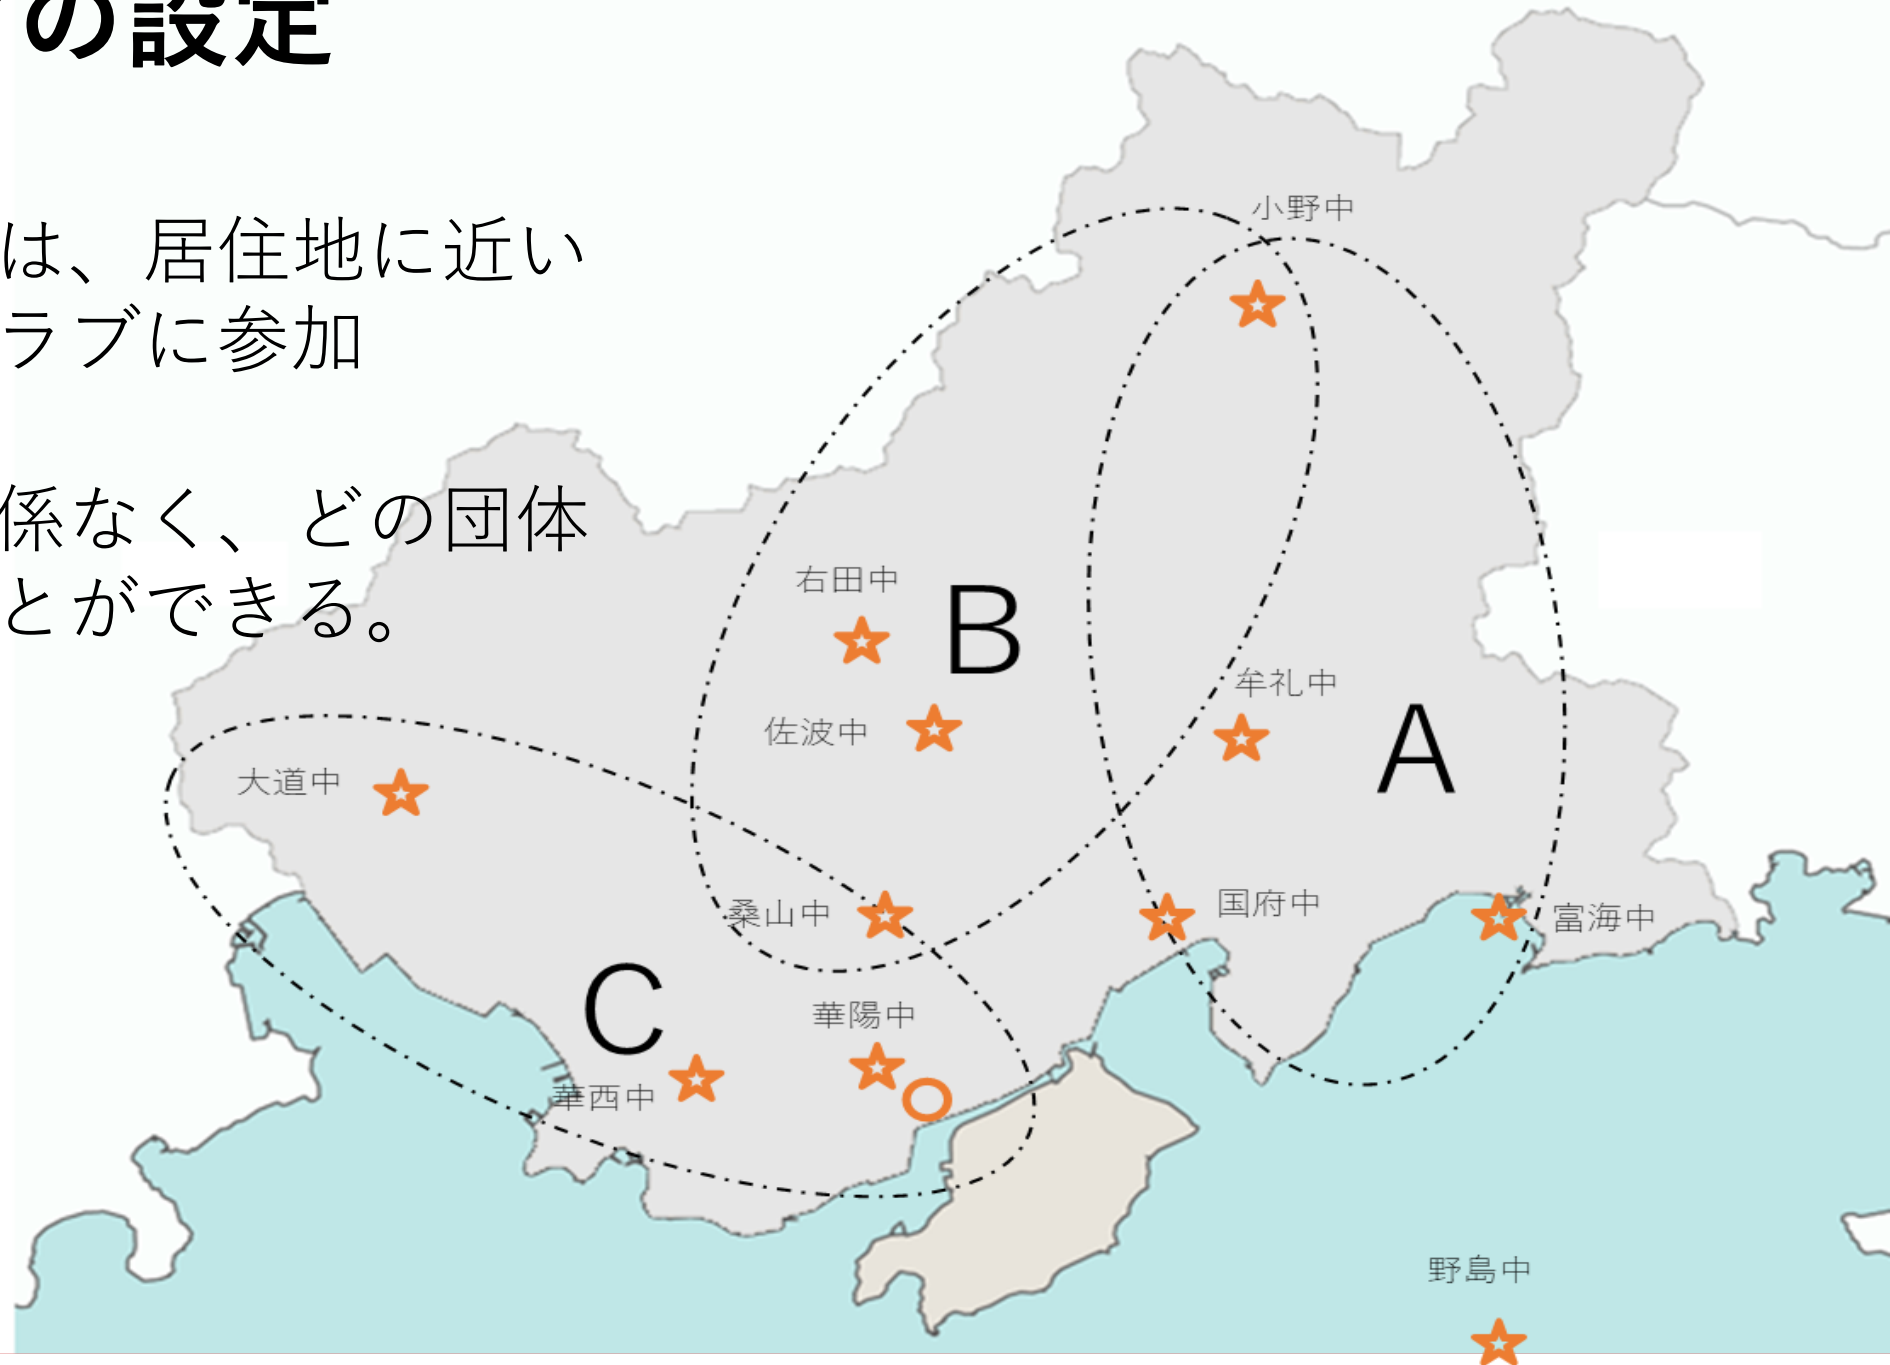 の設定
は、居住地に近い
ラブに参加
係なく、どの団体
とができる。
小野中
右田中
B
牟礼中
佐波中
A
大道中
桑山中
国府中
富海中
C
華陽中
華西中
野島中